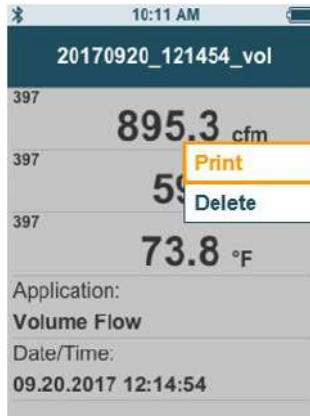 10:11 AM
20170920_121454_vol
397
895.3 cfm
397
Print
Delete
397
73.8 °F
Application:
Volume Flow
Date/Time:
09.20.2017 12:14:54